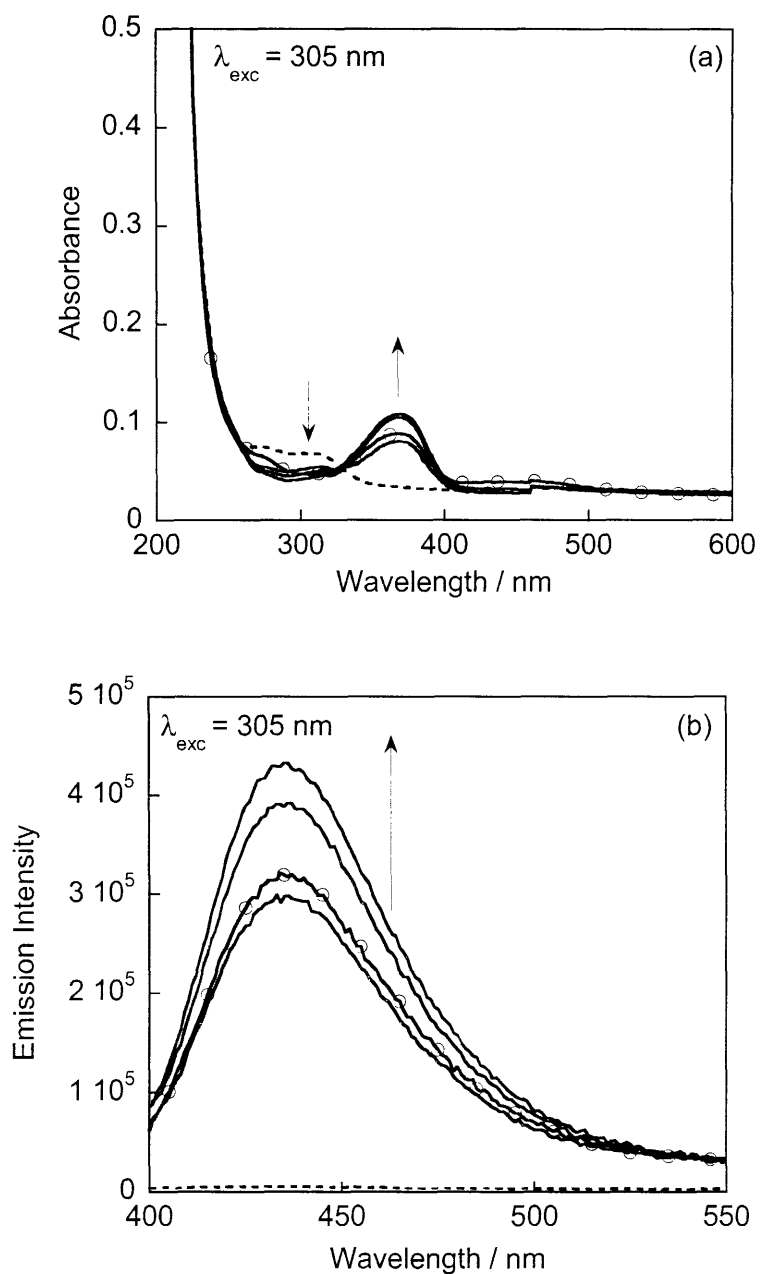 λexc = 305 nm (a)
0.5
0.4
0.3
0.2
0.1
0
Absorbance
200 300 400 500 600
Wavelength / nm
λexc = 305 nm (b)
5 10⁵
4 10⁵
3 10⁵
2 10⁵
1 10⁵
0
Emission Intensity
400 450 500 550
Wavelength / nm